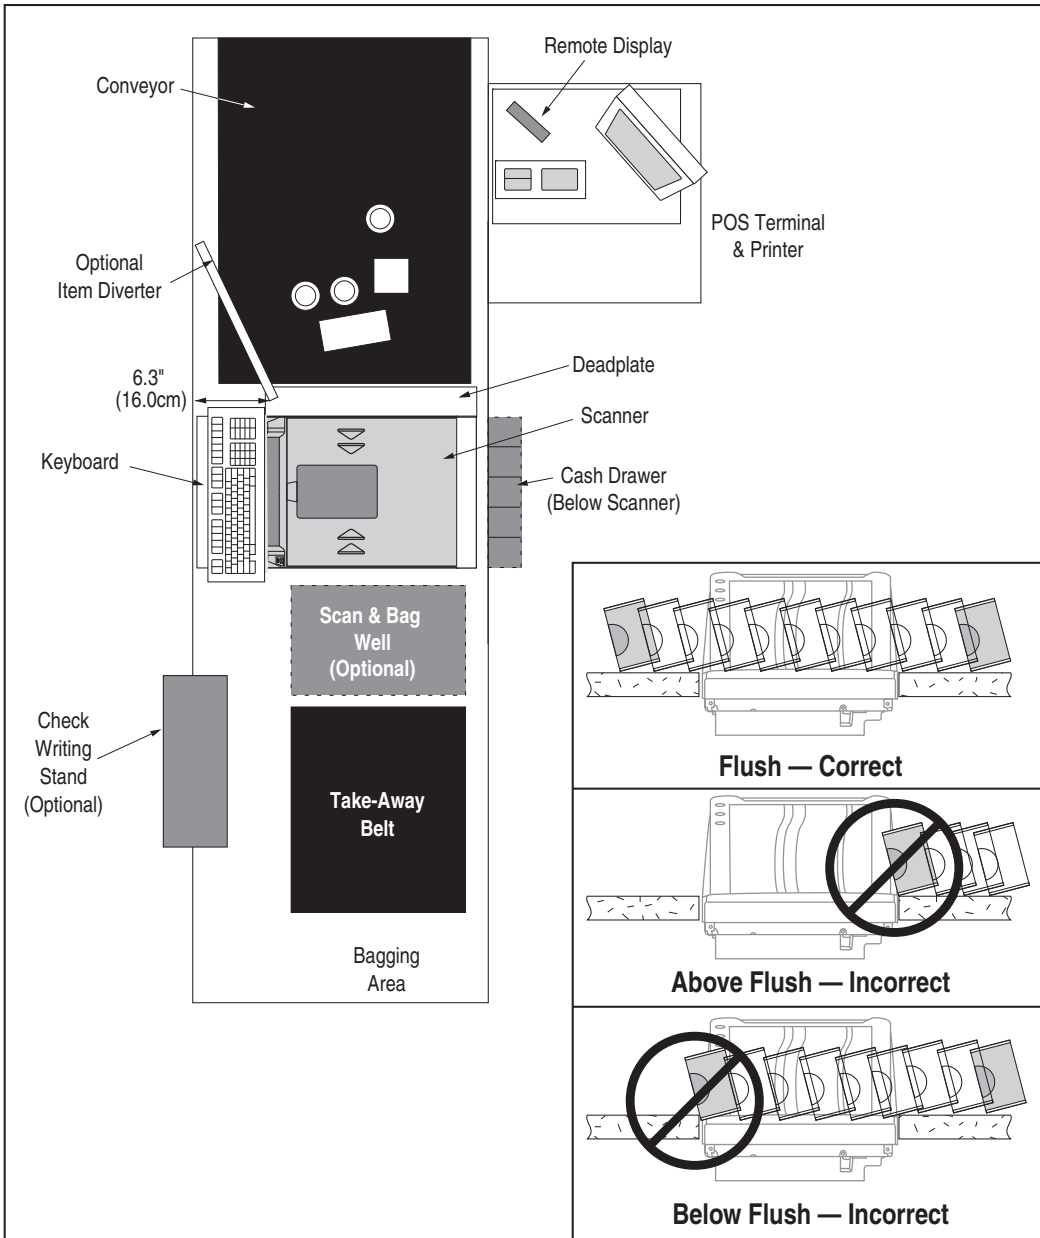 Remote Display
Conveyor
POS Terminal
& Printer
Optional
Item Diverter
Deadplate
6.3"
(16.0cm)
Scanner
Keyboard
Cash Drawer
(Below Scanner)
Scan & Bag
Well
(Optional)
Check
Writing
Stand
(Optional)
Take-Away
Belt
Bagging
Area
Flush — Correct
Above Flush — Incorrect
Below Flush — Incorrect